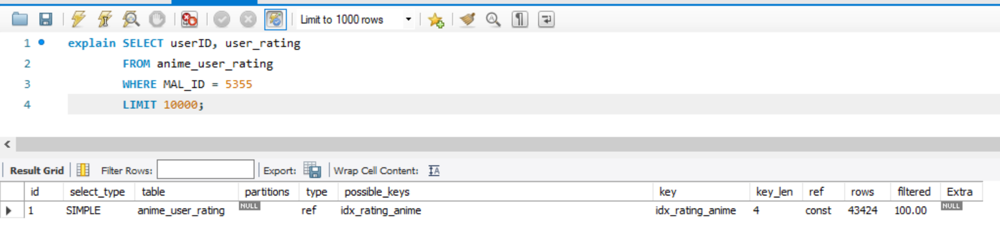 Limit to 1000 rows
1 explain SELECT userID, user_rating
2 FROM anime_user_rating
3 WHERE MAL_ID = 5355
4 LIMIT 10000;
Result Grid Filter Rows: Export: Wrap Cell Content: IA
id select_type table partitions type possible_keys key key_len ref rows filtered Extra
1 SIMPLE anime_user_rating NULL ref idx_rating_anime idx_rating_anime 4 const 43424 100.00 NULL